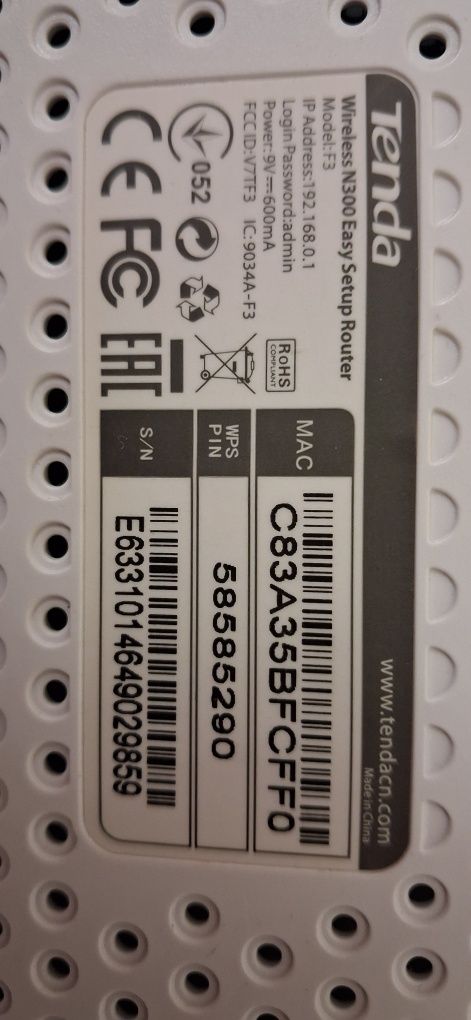 Tenda
www.tendacn.com
Made in China
Wireless N300 Easy Setup Router
Model:F3
IP Address:192.168.0.1
Login Password:admin
Power:9V⎓600mA
FCC ID:V7TF3 IC:9034A-F3
RoHS
COMPLIANT
052
CE FC EAC
MAC
C83A35BFCFF0
WPS
PIN
58585290
S/N
E6331014649029859